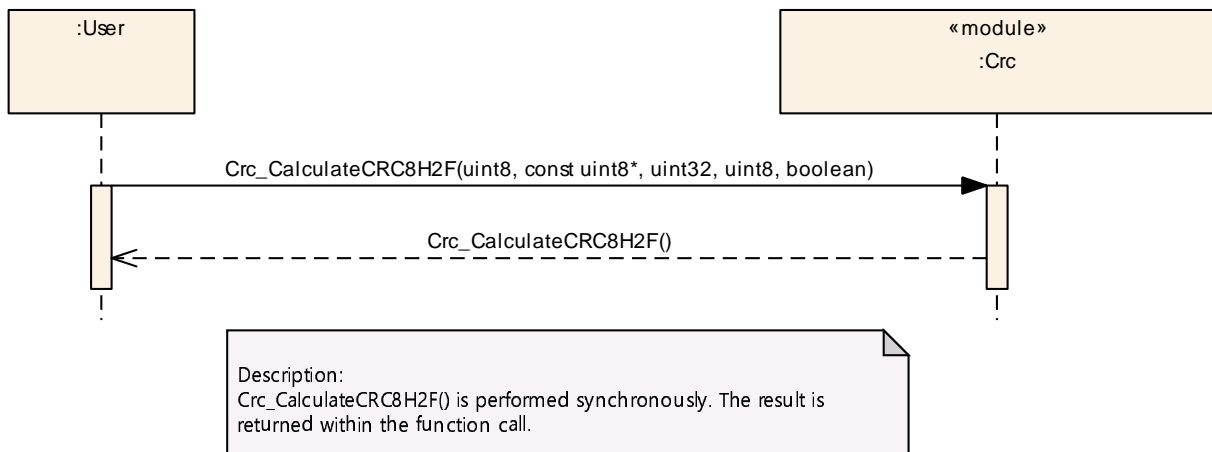 :User
«module»
:Crc
Crc_CalculateCRC8H2F(uint8, const uint8*, uint32, uint8, boolean)
Crc_CalculateCRC8H2F()
Description:
Crc_CalculateCRC8H2F() is performed synchronously. The result is
returned within the function call.